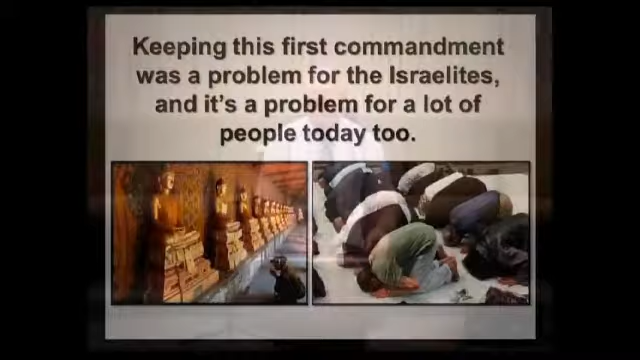 Keeping this first commandment
was a problem for the Israelites,
and it's a problem for a lot of
people today too.